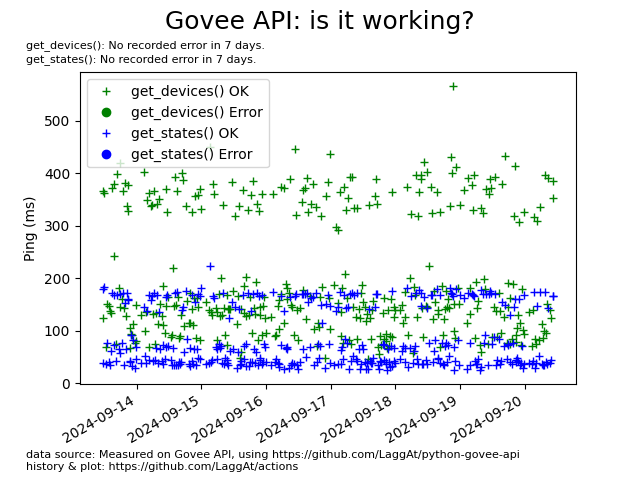 Govee API: is it working?
get_devices(): No recorded error in 7 days.
get_states(): No recorded error in 7 days.
get_devices() OK
get_devices() Error
get_states() OK
get_states() Error
Ping (ms)
500
400
300
200
100
0
2024-09-14
2024-09-15
2024-09-16
2024-09-17
2024-09-18
2024-09-19
2024-09-20
data source: Measured on Govee API, using https://github.com/LaggAt/python-govee-api
history & plot: https://github.com/LaggAt/actions